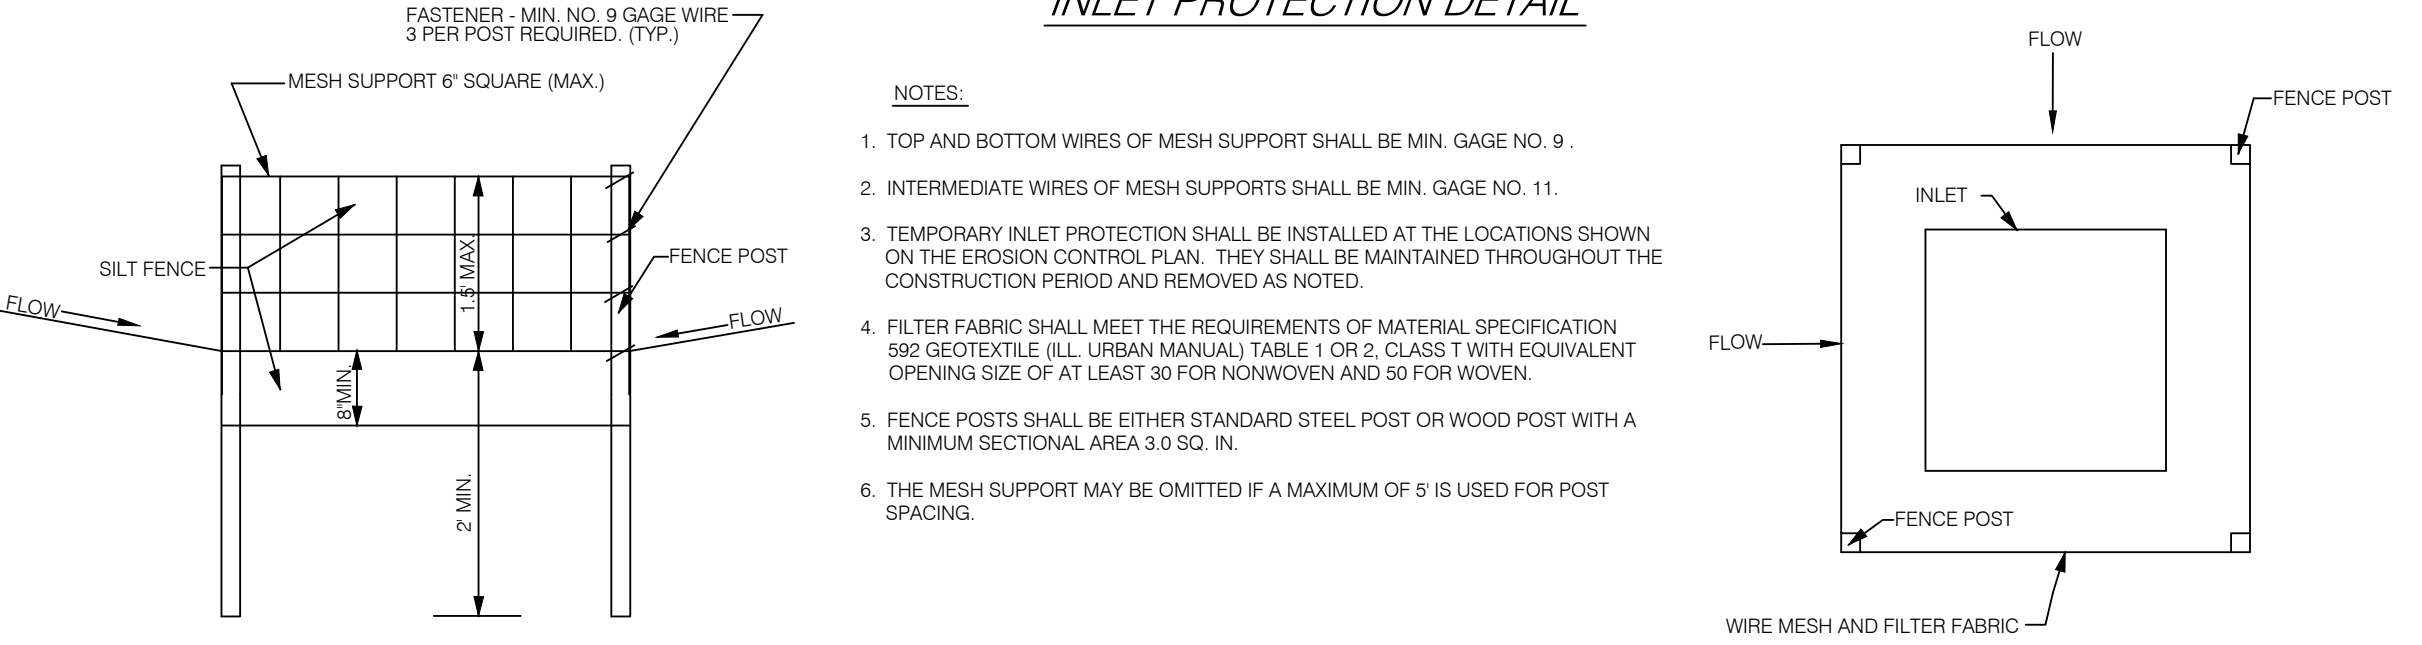 FASTENER - MIN. NO. 9 GAGE WIRE
3 PER POST REQUIRED. (TYP.)
MESH SUPPORT 6" SQUARE (MAX.)
SILT FENCE
FLOW
1.5' MAX.
8"MIN.
2' MIN.
FENCE POST
FLOW
INLET PROTECTION DETAIL
NOTES:
1. TOP AND BOTTOM WIRES OF MESH SUPPORT SHALL BE MIN. GAGE NO. 9 .
2. INTERMEDIATE WIRES OF MESH SUPPORTS SHALL BE MIN. GAGE NO. 11.
3. TEMPORARY INLET PROTECTION SHALL BE INSTALLED AT THE LOCATIONS SHOWN
ON THE EROSION CONTROL PLAN. THEY SHALL BE MAINTAINED THROUGHOUT THE
CONSTRUCTION PERIOD AND REMOVED AS NOTED.
4. FILTER FABRIC SHALL MEET THE REQUIREMENTS OF MATERIAL SPECIFICATION
592 GEOTEXTILE (ILL. URBAN MANUAL) TABLE 1 OR 2, CLASS T WITH EQUIVALENT
OPENING SIZE OF AT LEAST 30 FOR NONWOVEN AND 50 FOR WOVEN.
5. FENCE POSTS SHALL BE EITHER STANDARD STEEL POST OR WOOD POST WITH A
MINIMUM SECTIONAL AREA 3.0 SQ. IN.
6. THE MESH SUPPORT MAY BE OMITTED IF A MAXIMUM OF 5' IS USED FOR POST
SPACING.
FLOW
FENCE POST
INLET
FLOW
FENCE POST
WIRE MESH AND FILTER FABRIC